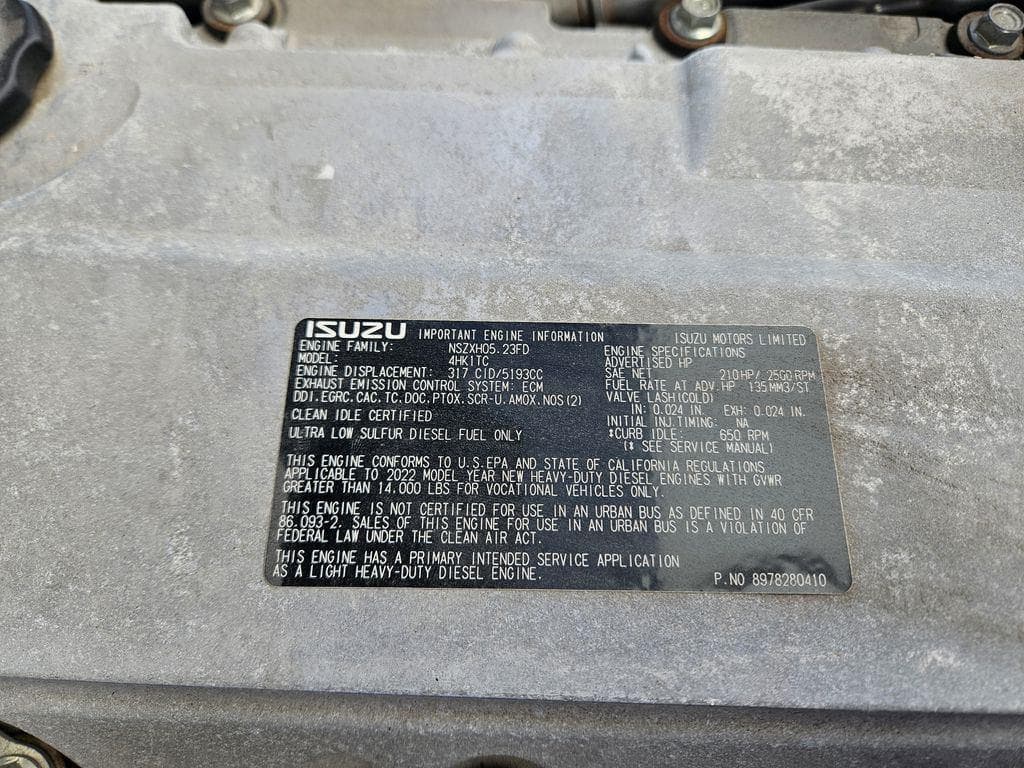 ISUZU IMPORTANT ENGINE INFORMATION ISUZU MOTORS LIMITED
ENGINE FAMILY: NSZXH05.23FD
MODEL: 4HK1TC
ENGINE DISPLACEMENT: 317 CID/5193CC
EXHAUST EMISSION CONTROL SYSTEM: ECM
DDI.EGRC.CAC.TC.DOC.PTOX.SCR-U.AMOX.NOS(2)
CLEAN IDLE CERTIFIED
ULTRA LOW SULFUR DIESEL FUEL ONLY
ENGINE SPECIFICATIONS
ADVERTISED HP
SAE NET 210HP/.2500 RPM
FUEL RATE AT ADV.HP 135MM3/ST
VALVE LASH(COLD)
IN: 0.024 IN. EXH: 0.024 IN.
INITIAL INJ.TIMING: NA
*CURB IDLE: 650 RPM
(* SEE SERVICE MANUAL)
THIS ENGINE CONFORMS TO U.S.EPA AND STATE OF CALIFORNIA REGULATIONS
APPLICABLE TO 2022 MODEL YEAR NEW HEAVY-DUTY DIESEL ENGINES WITH GVWR
GREATER THAN 14.000 LBS FOR VOCATIONAL VEHICLES ONLY.
THIS ENGINE IS NOT CERTIFIED FOR USE IN AN URBAN BUS AS DEFINED IN 40 CFR
86.093-2. SALES OF THIS ENGINE FOR USE IN AN URBAN BUS IS A VIOLATION OF
FEDERAL LAW UNDER THE CLEAN AIR ACT.
THIS ENGINE HAS A PRIMARY INTENDED SERVICE APPLICATION
AS A LIGHT HEAVY-DUTY DIESEL ENGINE.
P.NO 8978280410